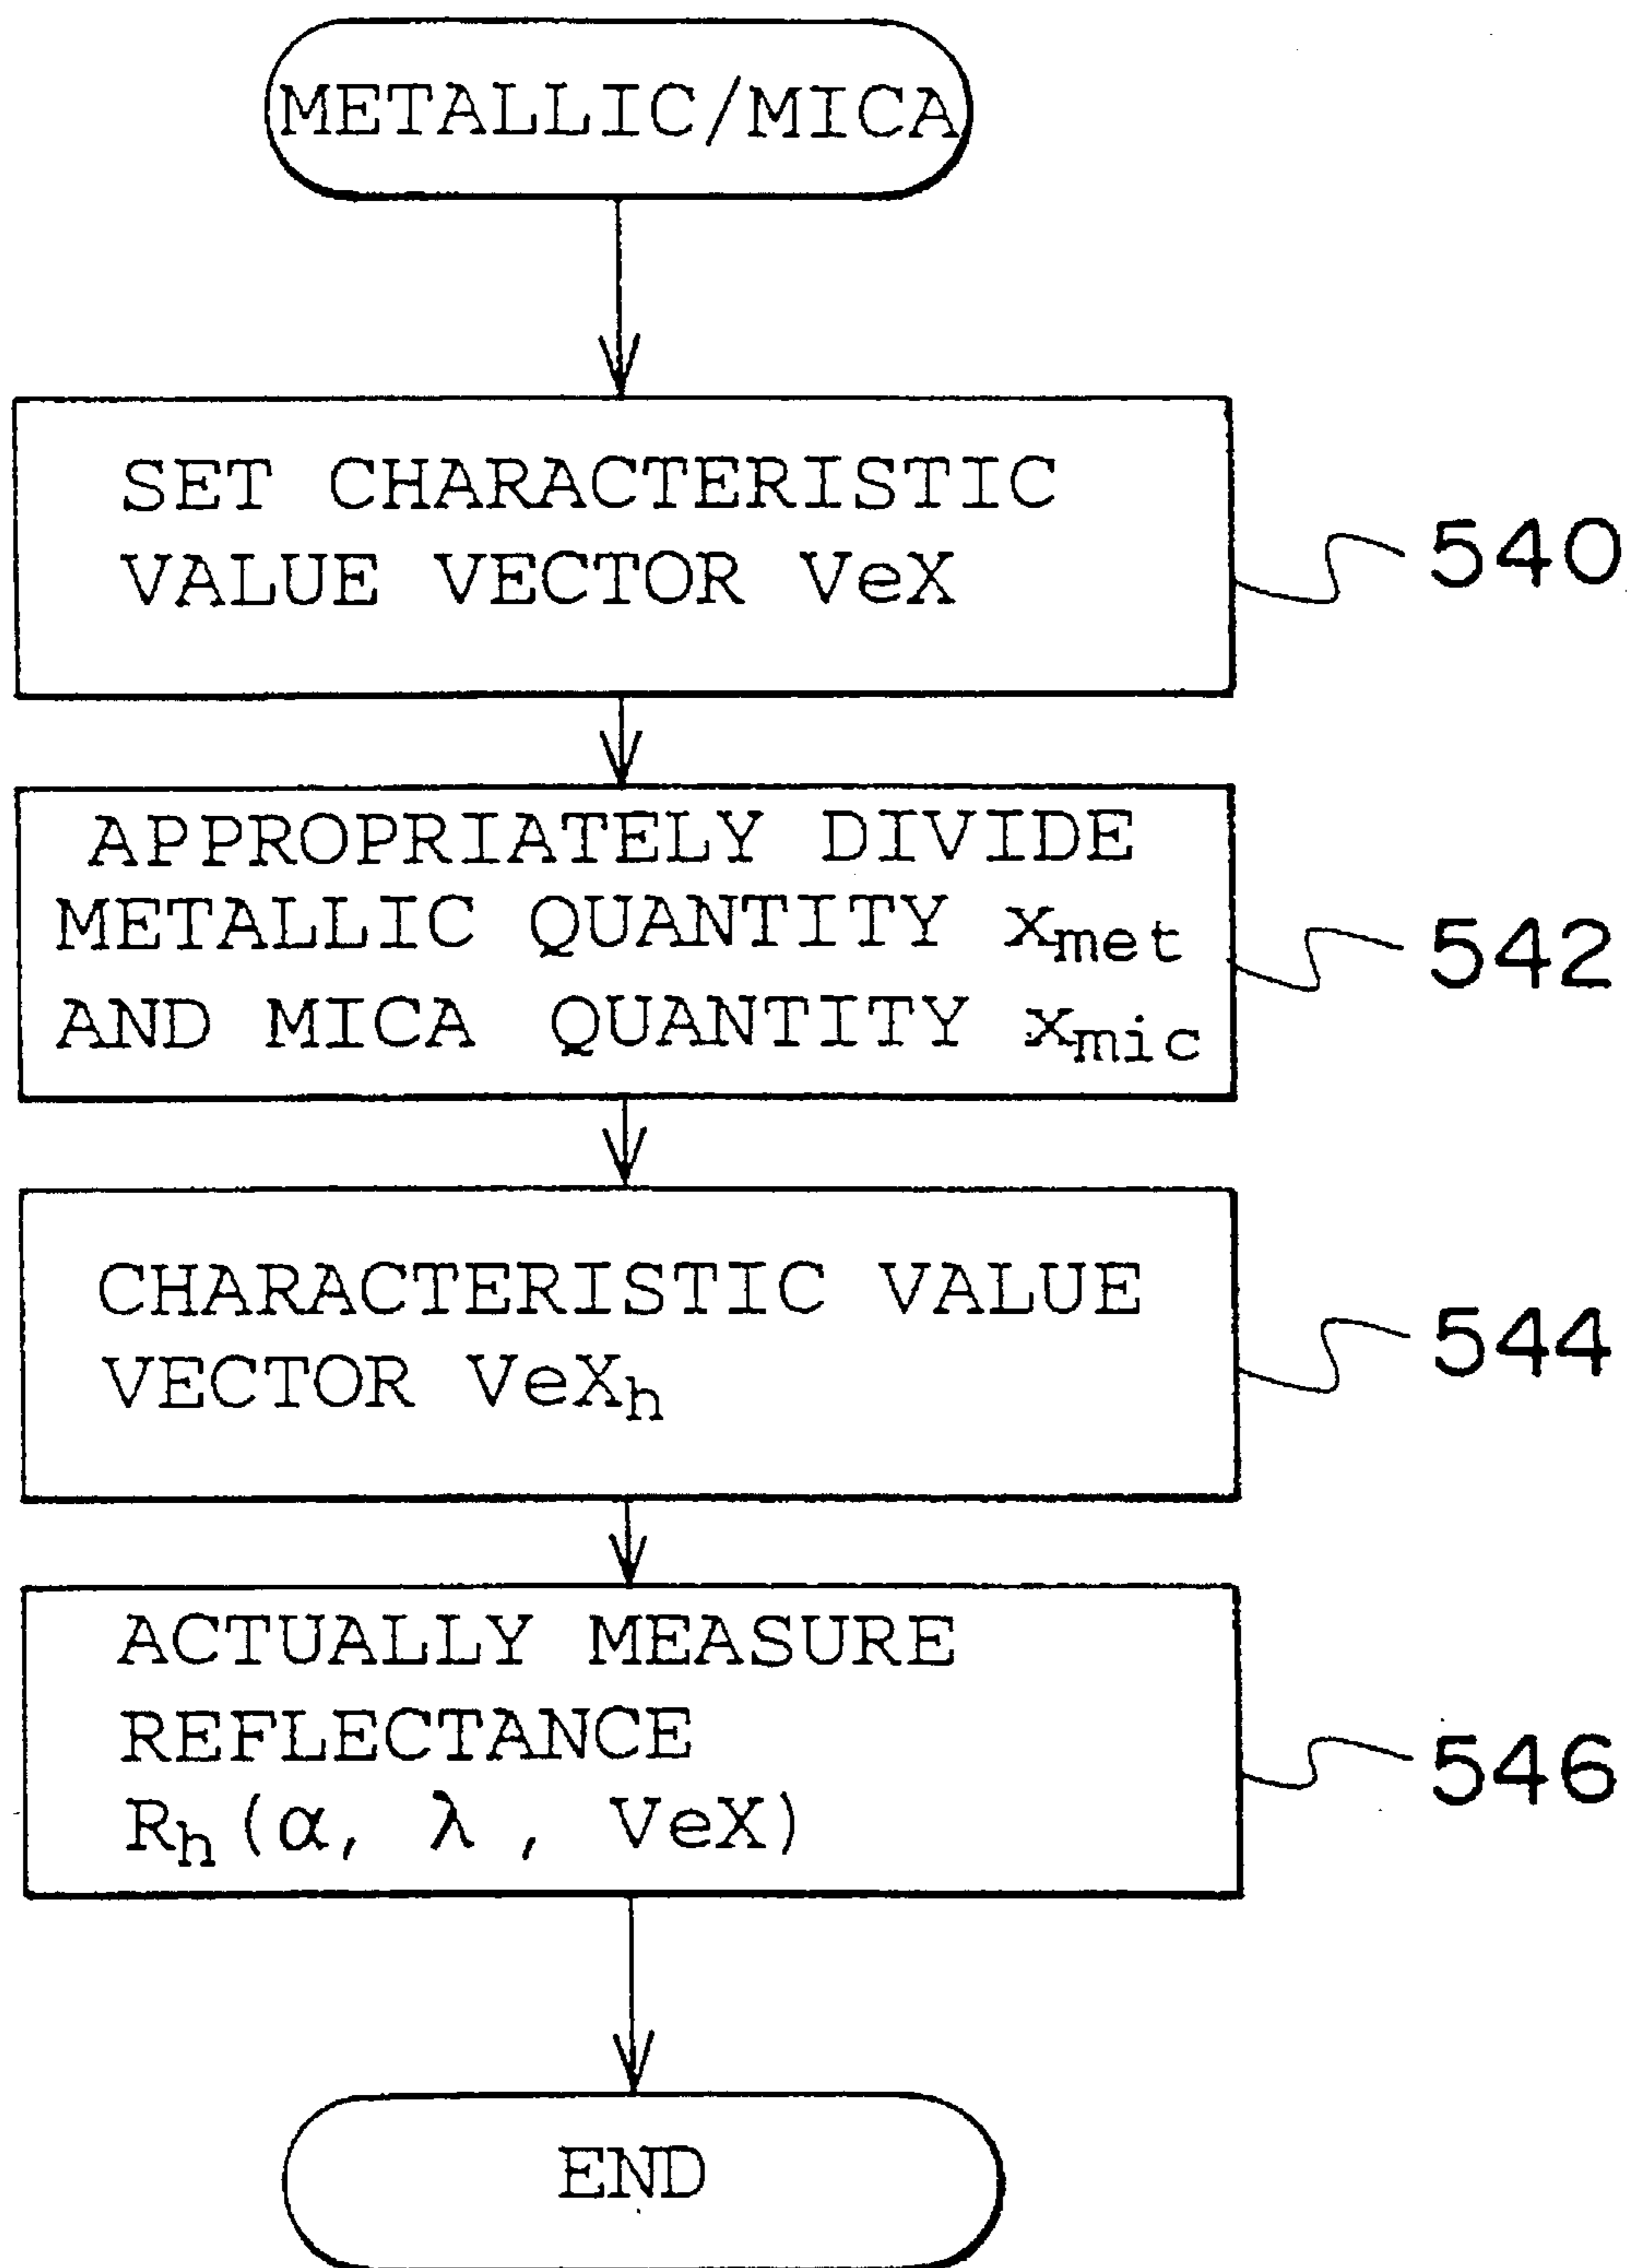 METALLIC/MICA
SET CHARACTERISTIC
VALUE VECTOR VeX
540
APPROPRIATELY DIVIDE
METALLIC QUANTITY xmet
AND MICA QUANTITY xmic
542
CHARACTERISTIC VALUE
VECTOR VeXh
544
ACTUALLY MEASURE
REFLECTANCE
Rh(α, λ, VeX)
546
END